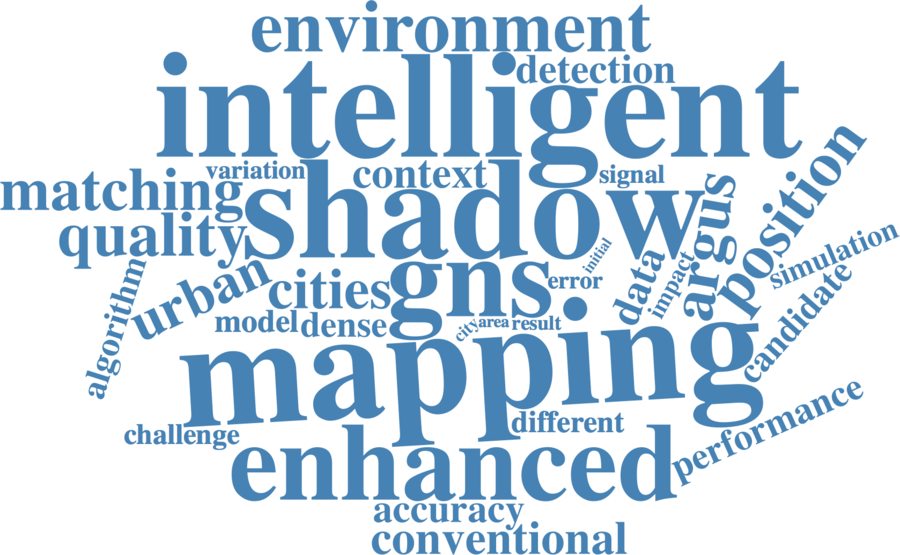 environment
detection
intelligent
variation
context
signal
matching
shadow
position
quality
argus
urban
cities
gns
error
initial
data
impact
simulation
algorithm
model
dense
city
area
result
candidate
mapping
challenge
different
enhanced
performance
accuracy
conventional